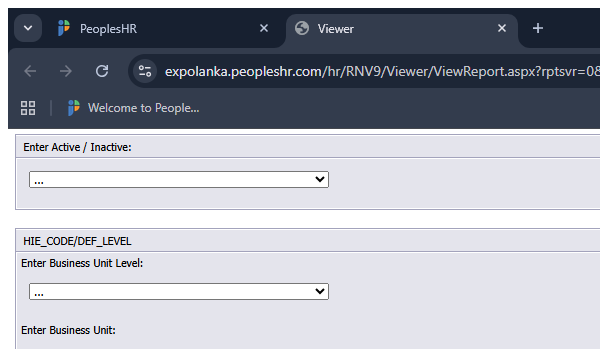 PeoplesHR
Viewer
expolanka.peopleshr.com/hr/RNV9/Viewer/ViewReport.aspx?rptsvr=08
Welcome to People...
Enter Active / Inactive:
...
HIE_CODE/DEF_LEVEL
Enter Business Unit Level:
...
Enter Business Unit: